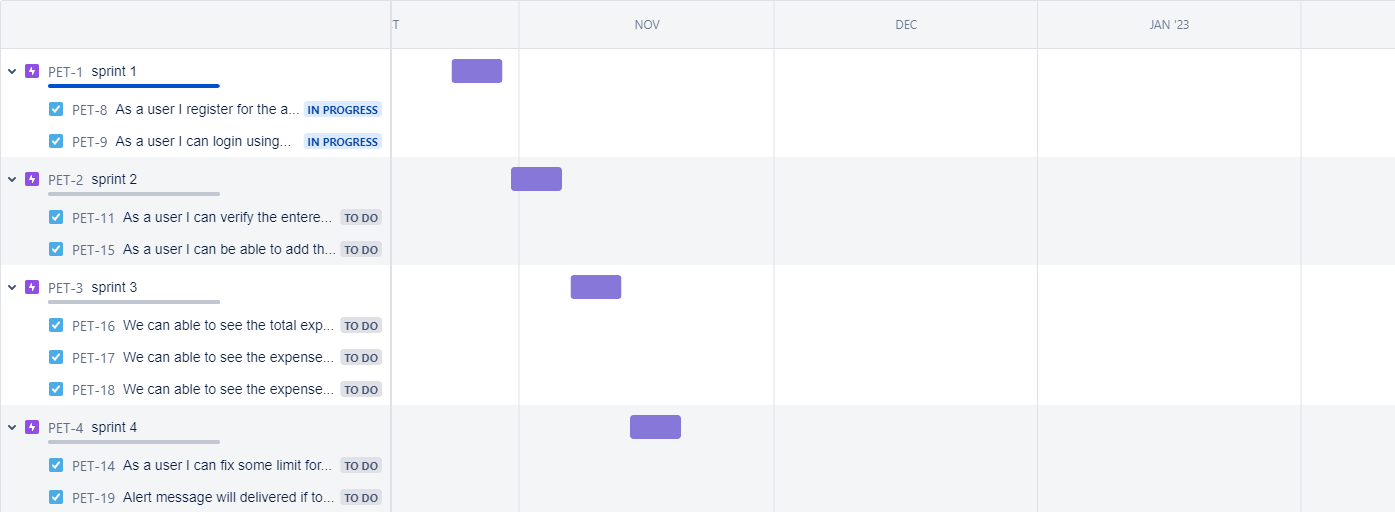 T NOV DEC JAN '23
PET-1 sprint 1
PET-8 As a user I register for the a... IN PROGRESS
PET-9 As a user I can login using... IN PROGRESS
PET-2 sprint 2
PET-11 As a user I can verify the entere... TO DO
PET-15 As a user I can be able to add th... TO DO
PET-3 sprint 3
PET-16 We can able to see the total exp... TO DO
PET-17 We can able to see the expense... TO DO
PET-18 We can able to see the expense... TO DO
PET-4 sprint 4
PET-14 As a user I can fix some limit for... TO DO
PET-19 Alert message will delivered if to... TO DO